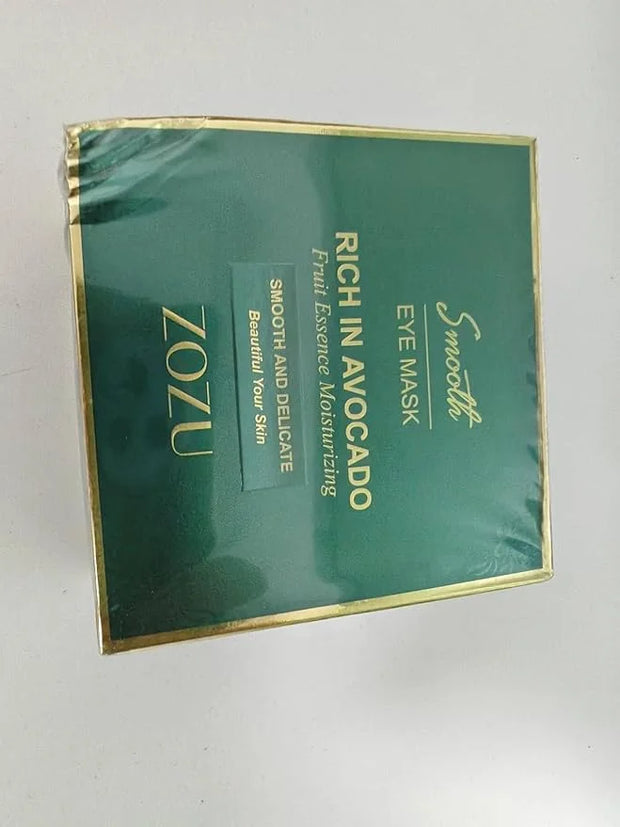 Smooth
EYE MASK
RICH IN AVOCADO
Fruit Essence Moisturizing
SMOOTH AND DELICATE
Beautiful Your Skin
ZOZU